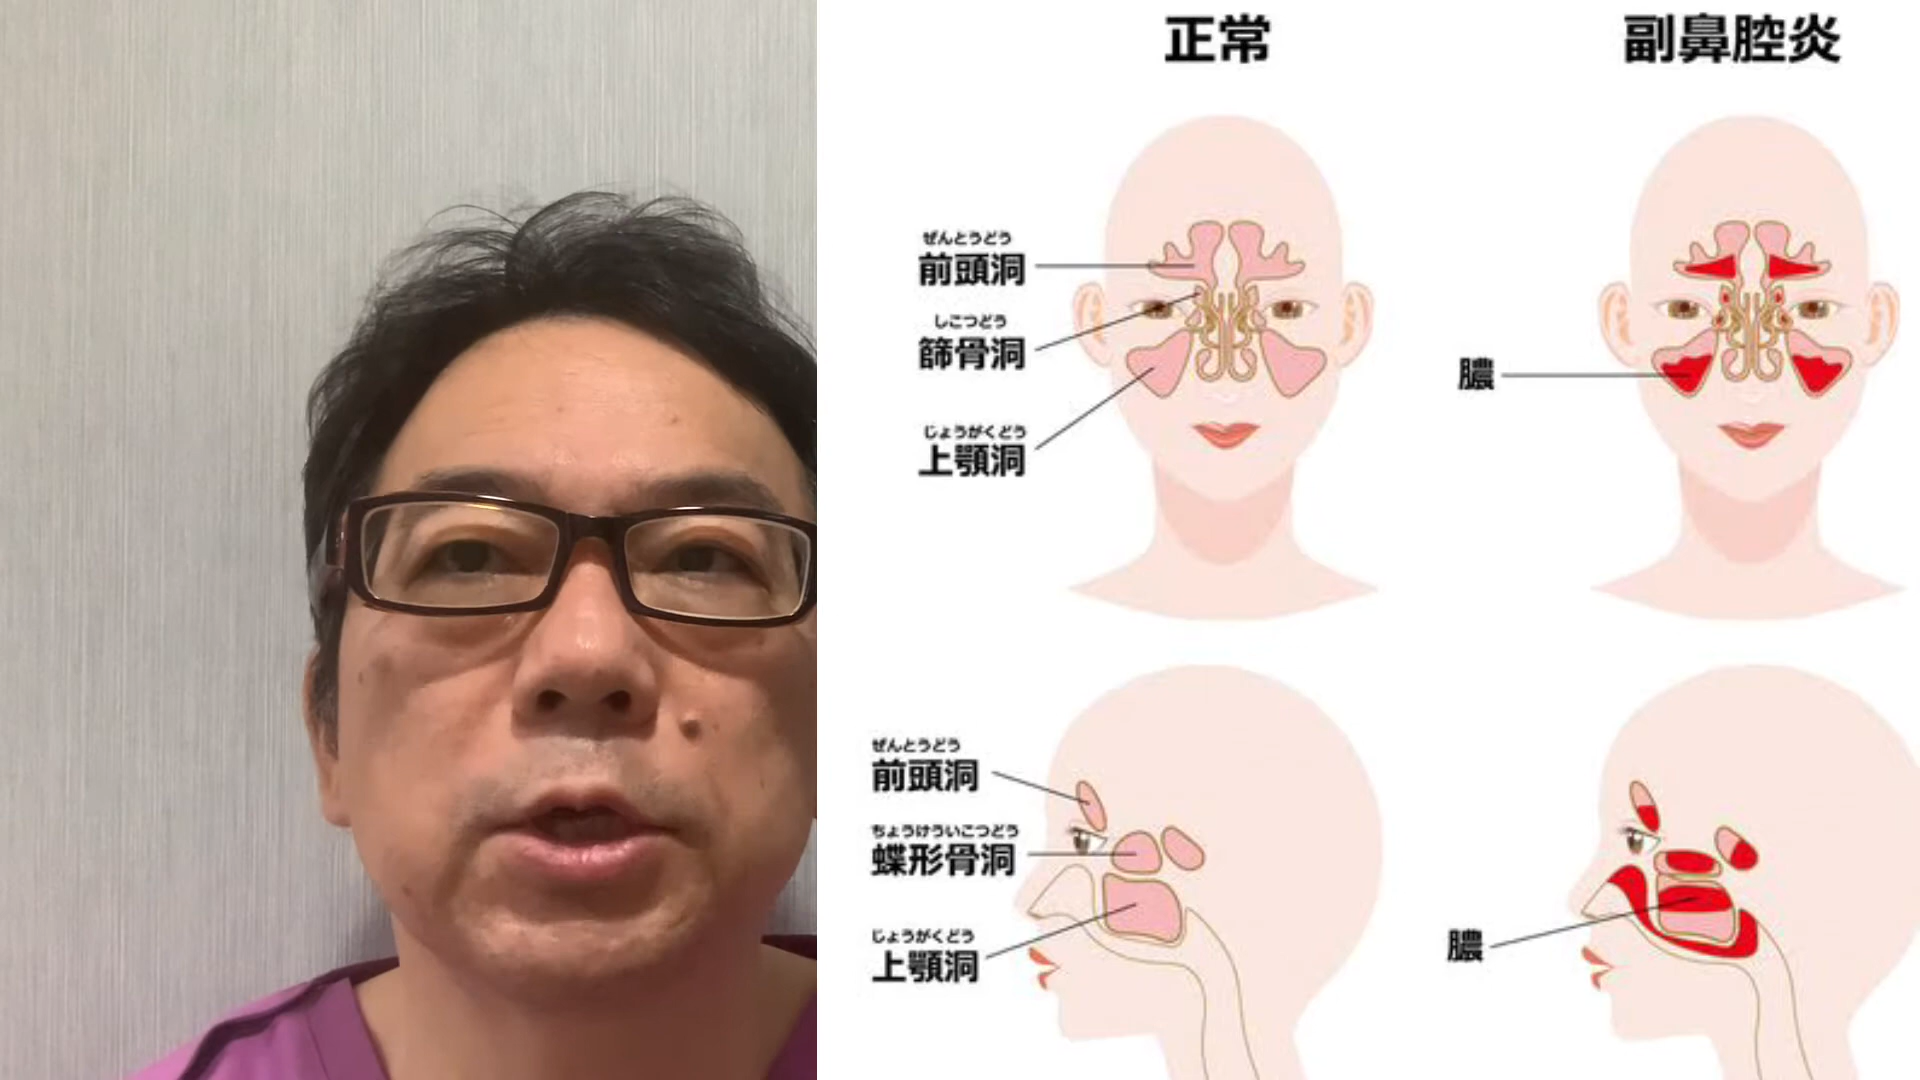 正常
副鼻腔炎
ぜんとうどう
前頭洞
しこつどう
篩骨洞
じょうがくどう
上顎洞
膿
ぜんとうどう
前頭洞
ちょうけういこつどう
蝶形骨洞
じょうがくどう
上顎洞
膿